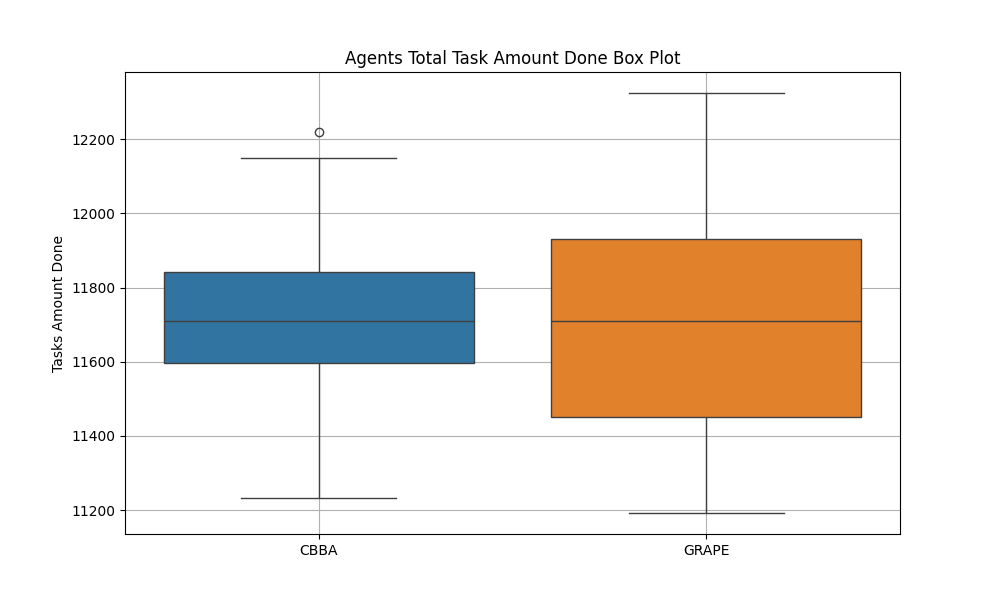 Agents Total Task Amount Done Box Plot
Tasks Amount Done
12200
12000
11800
11600
11400
11200
CBBA
GRAPE